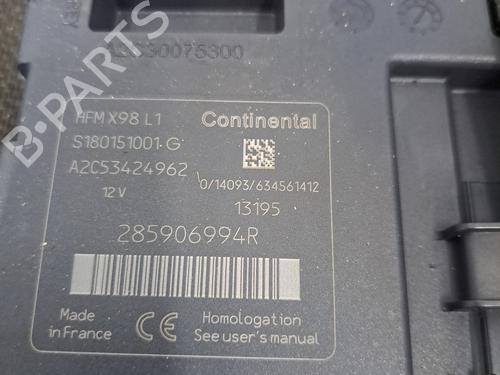 B-PARTS
A2C30075300
HFM X98 L1 Continental
S180151001 G
A2C53424962
0/14093/634561412
12 V
13195
285906994R
Made in France
CE
Homologation
See user's manual